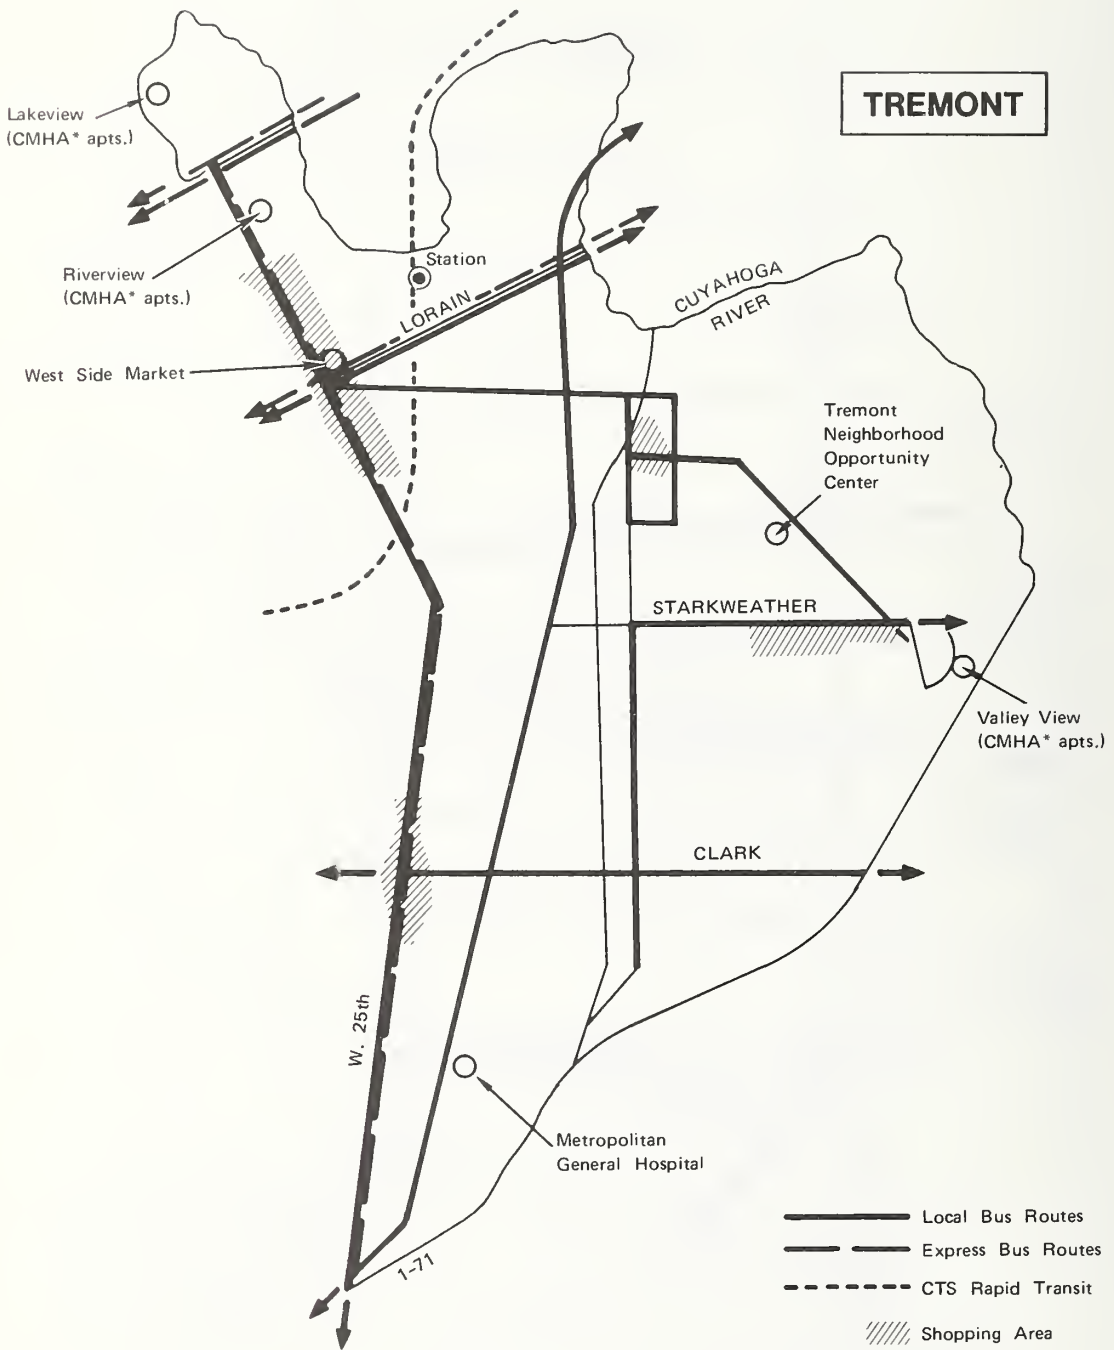 TREMONT
Lakeview
(CMHA* apts.)
Riverview
(CMHA* apts.)
Station
LORAIN
CUYAHOGA
RIVER
West Side Market
Tremont
Neighborhood
Opportunity
Center
STARKWEATHER
Valley View
(CMHA* apts.)
CLARK
W. 25th
Metropolitan
General Hospital
1-71
Local Bus Routes
Express Bus Routes
CTS Rapid Transit
Shopping Area